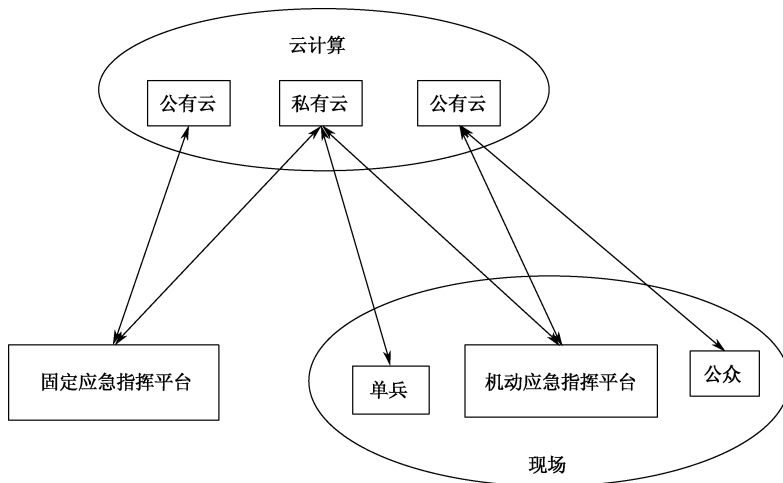 云计算
公有云
私有云
公有云
固定应急指挥平台
单兵
机动应急指挥平台
公众
现场